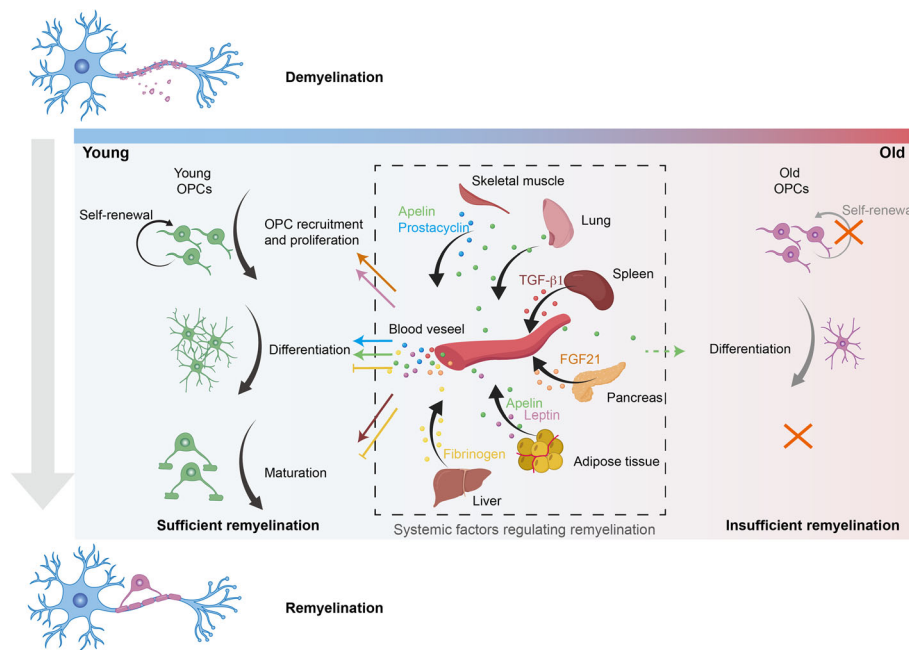 Demyelination
Young
Old
Young
OPCs
Self-renewal
OPC recruitment
and proliferation
Differentiation
Maturation
Sufficient remyelination
Skeletal muscle
Apelin
Prostacyclin
Lung
TGF-β1
Spleen
Blood veseel
FGF21
Pancreas
Apelin
Leptin
Adipose tissue
Fibrinogen
Liver
Systemic factors regulating remyelination
Old
OPCs
Self-renewal
Differentiation
Insufficient remyelination
Remyelination